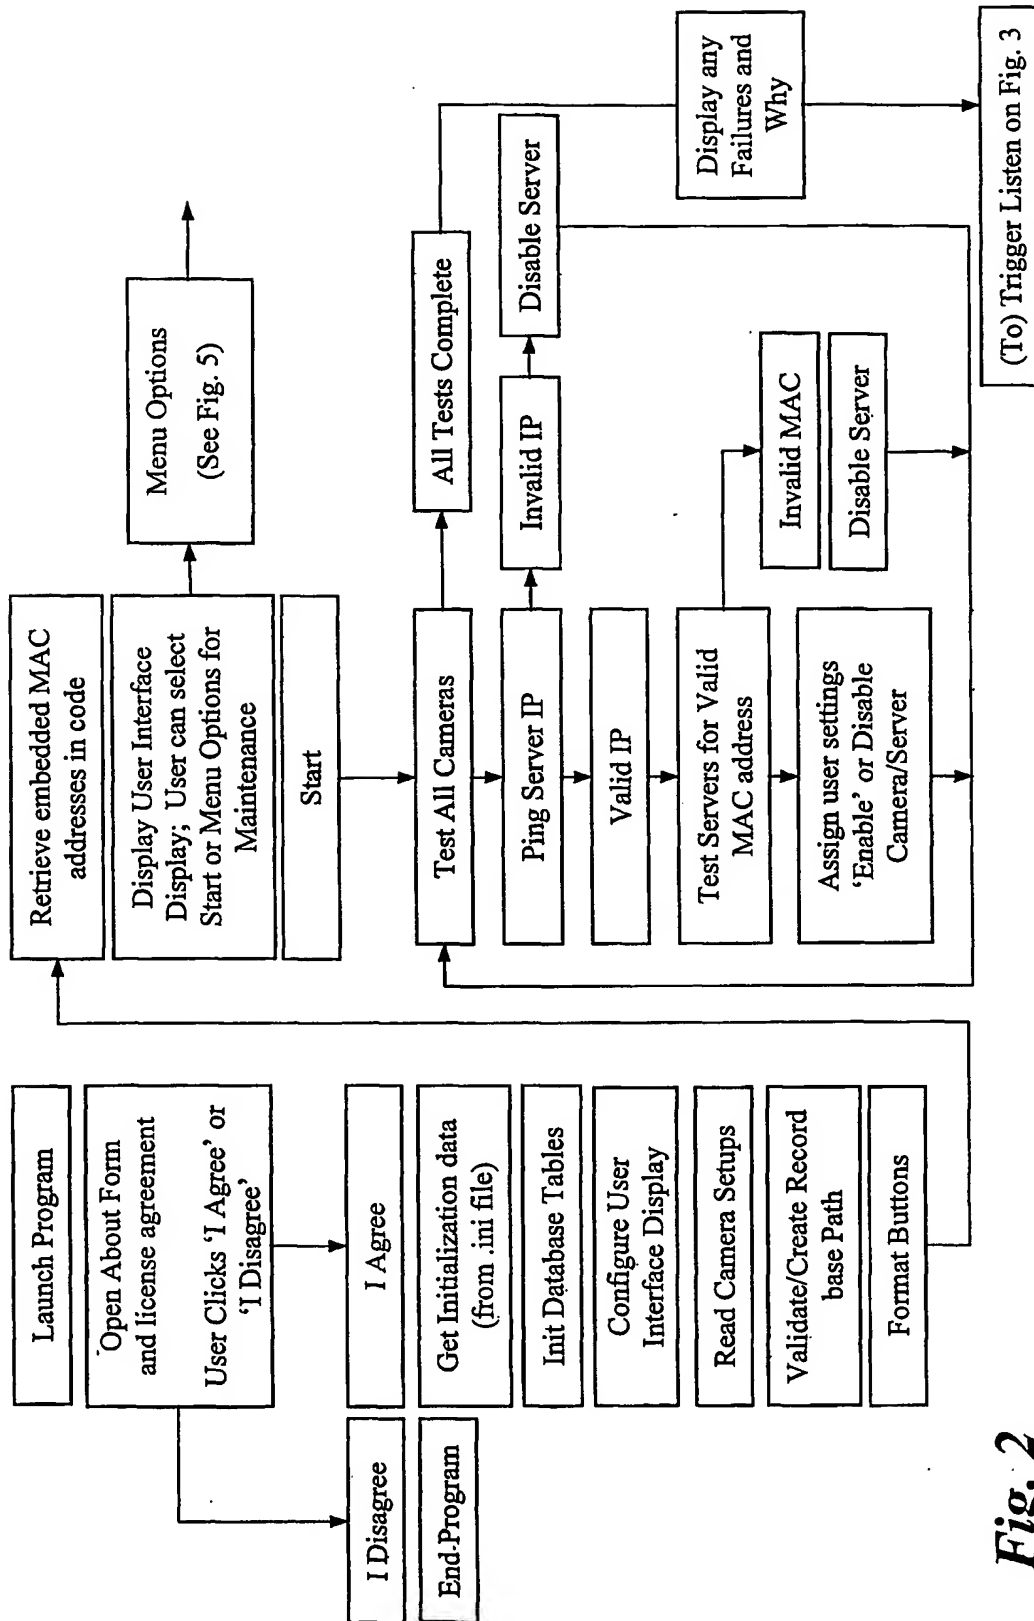 Launch Program
Open About Form
and license agreement
User Clicks ‘I Agree’ or
‘I Disagree’
I Disagree
End-Program
I Agree
Get Initialization data
(from .ini file)
Init Database Tables
Configure User
Interface Display
Read Camera Setups
Validate/Create Record
base Path
Format Buttons
Retrieve embedded MAC
addresses in code
Display User Interface
Display; User can select
Start or Menu Options for
Maintenance
Menu Options
(See Fig. 5)
Start
Test All Cameras
All Tests Complete
Display any
Failures and
Why
Ping Server IP
Invalid IP
Disable Server
Valid IP
Test Servers for Valid
MAC address
Invalid MAC
Disable Server
Assign user settings
‘Enable’ or Disable
Camera/Server
(To) Trigger Listen on Fig. 3
Fig. 2